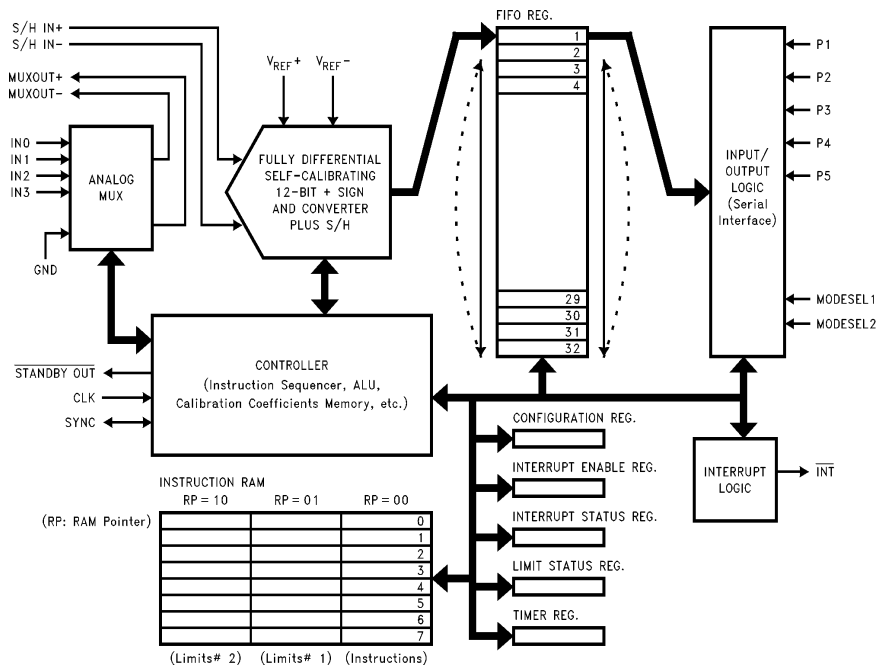 FIFO REG.
S/H IN+
S/H IN-
MUXOUT+
MUXOUT-
VREF+ VREF-
IN0
IN1
IN2
IN3
GND
ANALOG
MUX
FULLY DIFFERENTIAL
SELF-CALIBRATING
12-BIT + SIGN
AND CONVERTER
PLUS S/H
1
2
3
4
29
30
31
32
INPUT/
OUTPUT
LOGIC
(Serial
Interface)
P1
P2
P3
P4
P5
MODESEL1
MODESEL2
STANDBY OUT
CLK
SYNC
CONTROLLER
(Instruction Sequencer, ALU,
Calibration Coefficients Memory, etc.)
CONFIGURATION REG.
INTERRUPT ENABLE REG.
INTERRUPT STATUS REG.
LIMIT STATUS REG.
TIMER REG.
INTERRUPT
LOGIC
INT
INSTRUCTION RAM
RP = 10 RP = 01 RP = 00
(RP: RAM Pointer)
0
1
2
3
4
5
6
7
(Limits# 2) (Limits# 1) (Instructions)